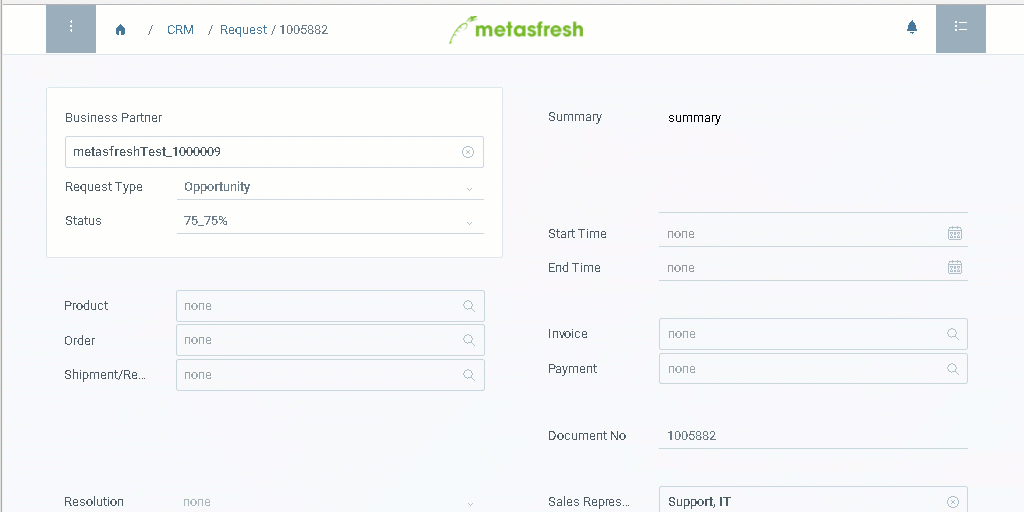 / CRM / Request / 1005882
metasfresh
Business Partner
metasfreshTest_1000009
Request Type Opportunity
Status 75_75%
Summary summary
Start Time none
End Time none
Product none
Order none
Shipment/Re... none
Invoice none
Payment none
Document No 1005882
Resolution none
Sales Repres... Support, IT